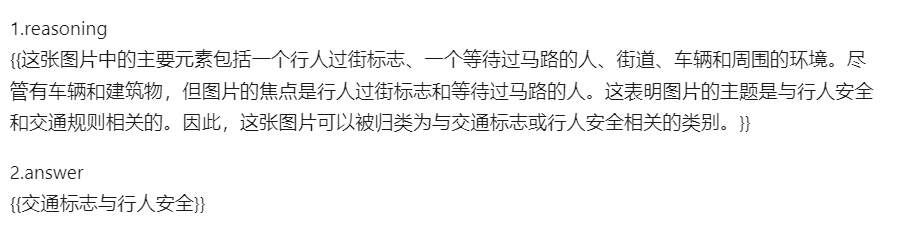 1.reasoning
{{这张图片中的主要元素包括一个行人过街标志、一个等待过马路的人、街道、车辆和周围的环境。尽
管有车辆和建筑物，但图片的焦点是行人过街标志和等待过马路的人。这表明图片的主题是与行人安全
和交通规则相关的。因此，这张图片可以被归类为与交通标志或行人安全相关的类别。}}
2.answer
{{交通标志与行人安全}}